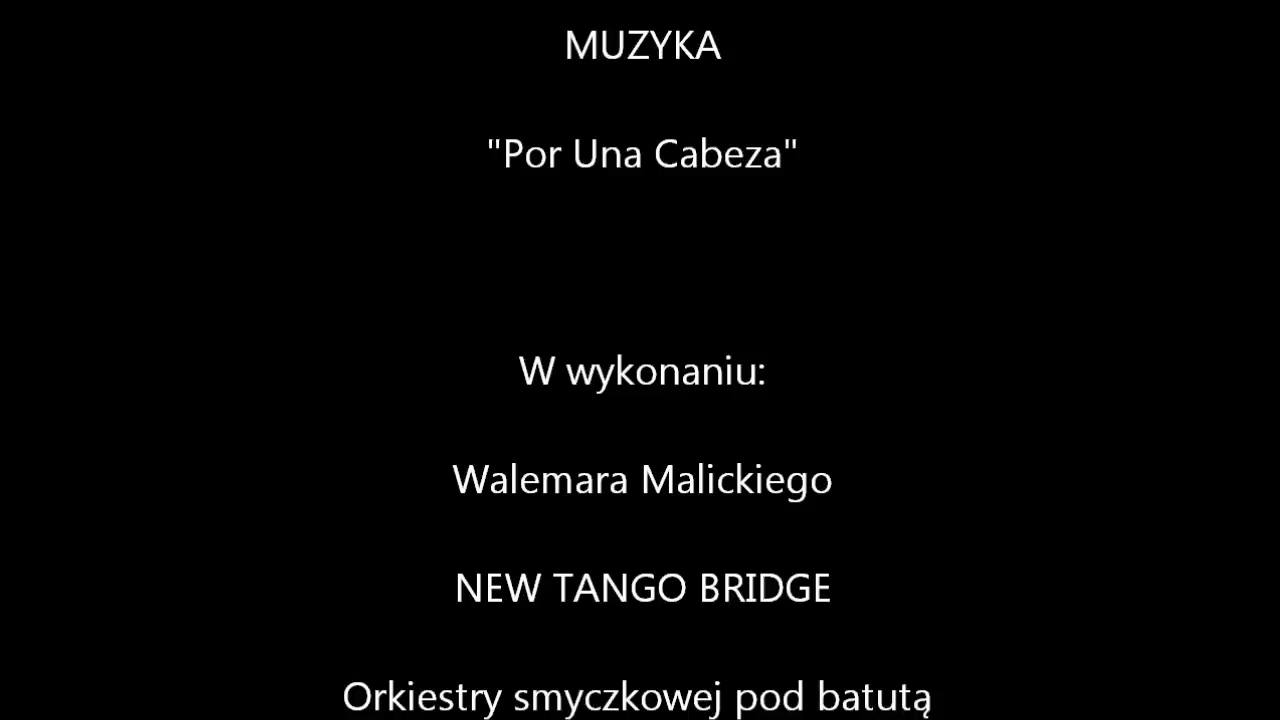 MUZYKA
"Por Una Cabeza"
W wykonaniu:
Walemara Malickiego
NEW TANGO BRIDGE
Orkiestry smyczkowej pod batutą